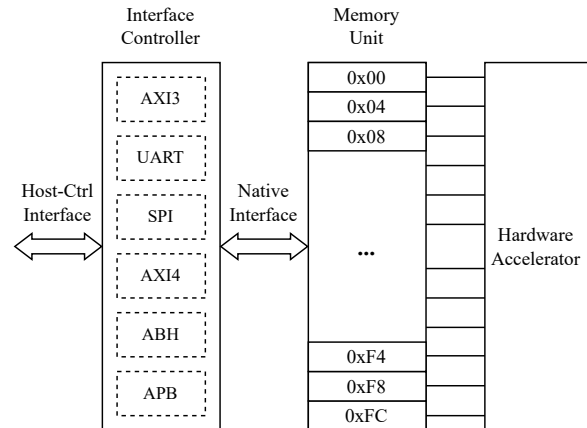 Interface
Controller
Memory
Unit
AXI3
UART
SPI
AXI4
ABH
APB
Host-Ctrl
Interface
Native
Interface
0x00
0x04
0x08
...
0xF4
0xF8
0xFC
Hardware
Accelerator